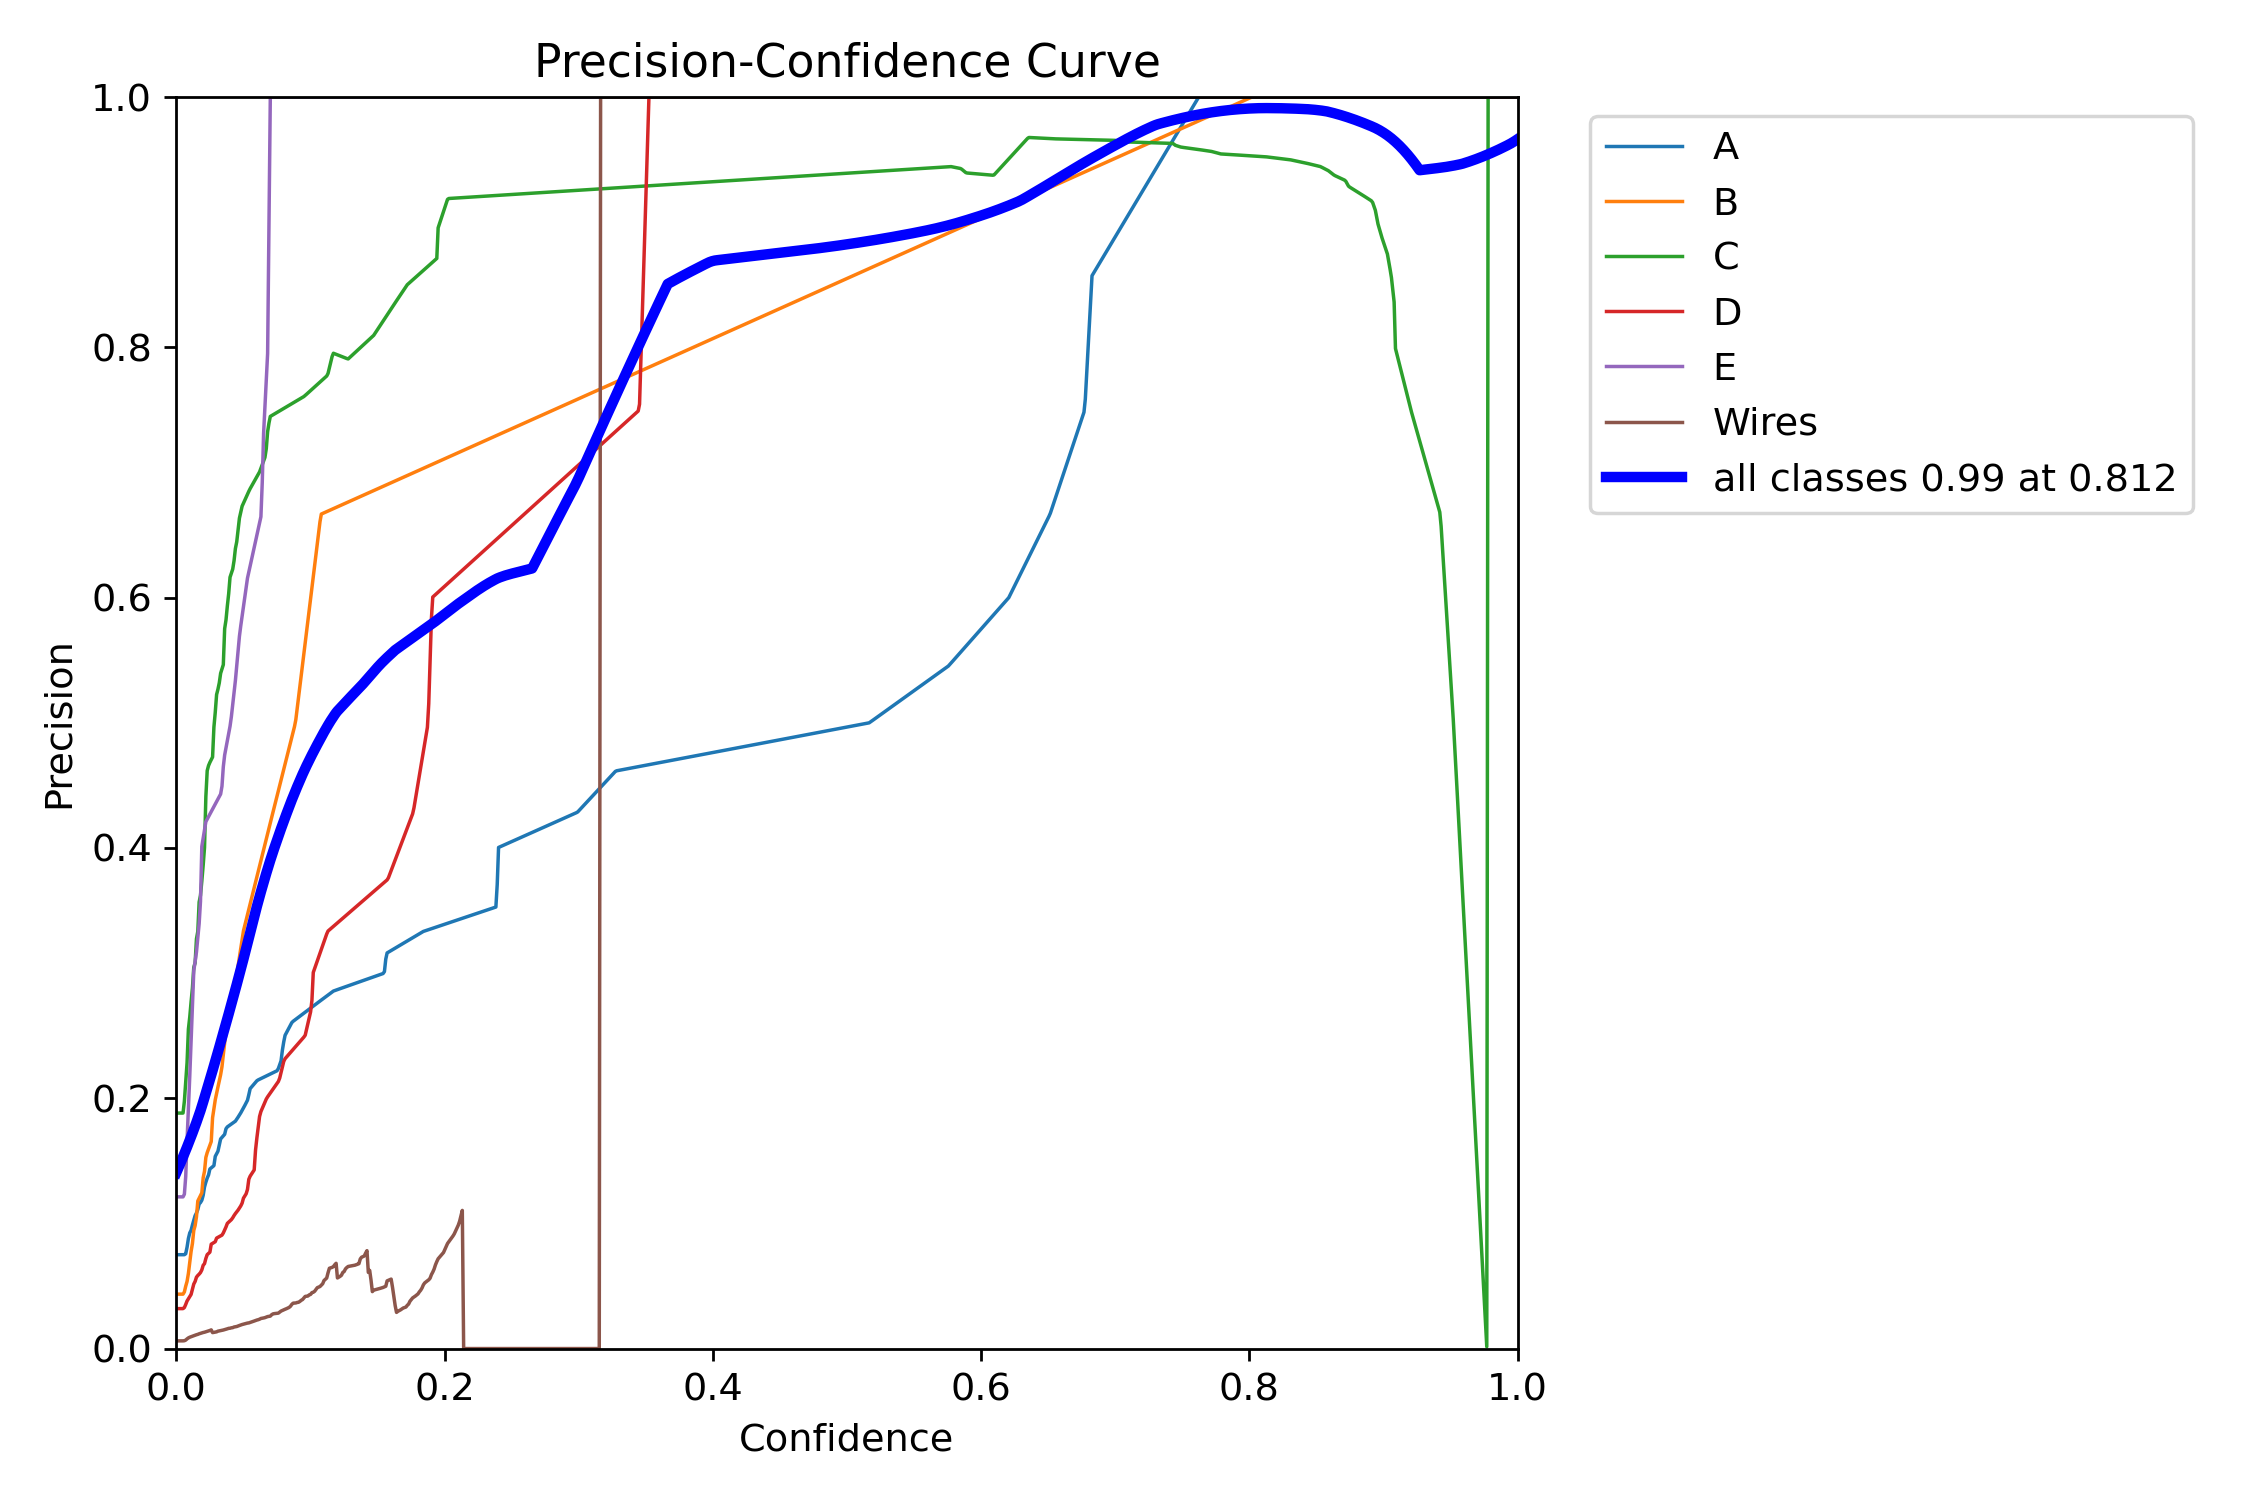 Precision-Confidence Curve
1.0
0.8
0.6
0.4
0.2
0.0
Precision
0.0 0.2 0.4 0.6 0.8 1.0
Confidence
A
B
C
D
E
Wires
all classes 0.99 at 0.812